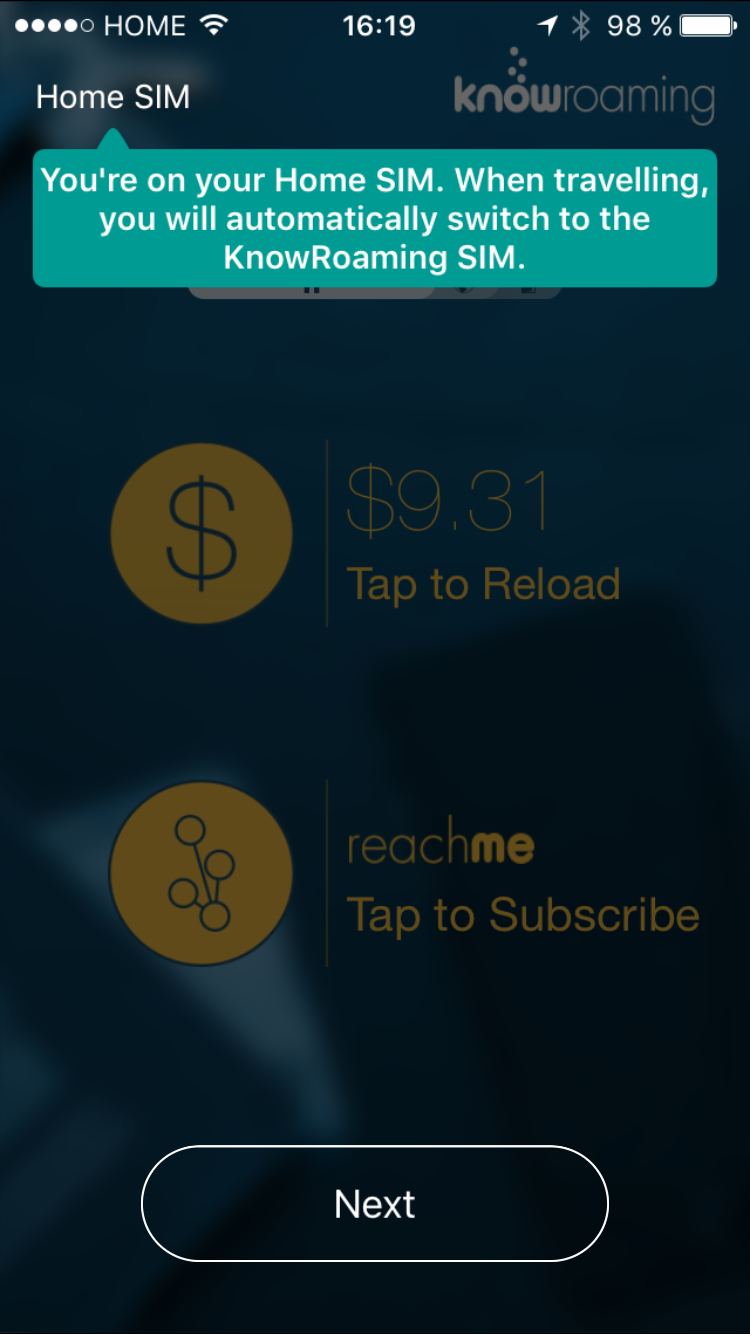 HOME 16:19 98 %
Home SIM knowroaming
You're on your Home SIM. When travelling,
you will automatically switch to the
KnowRoaming SIM.
$
$9.31
Tap to Reload
reachme
Tap to Subscribe
Next